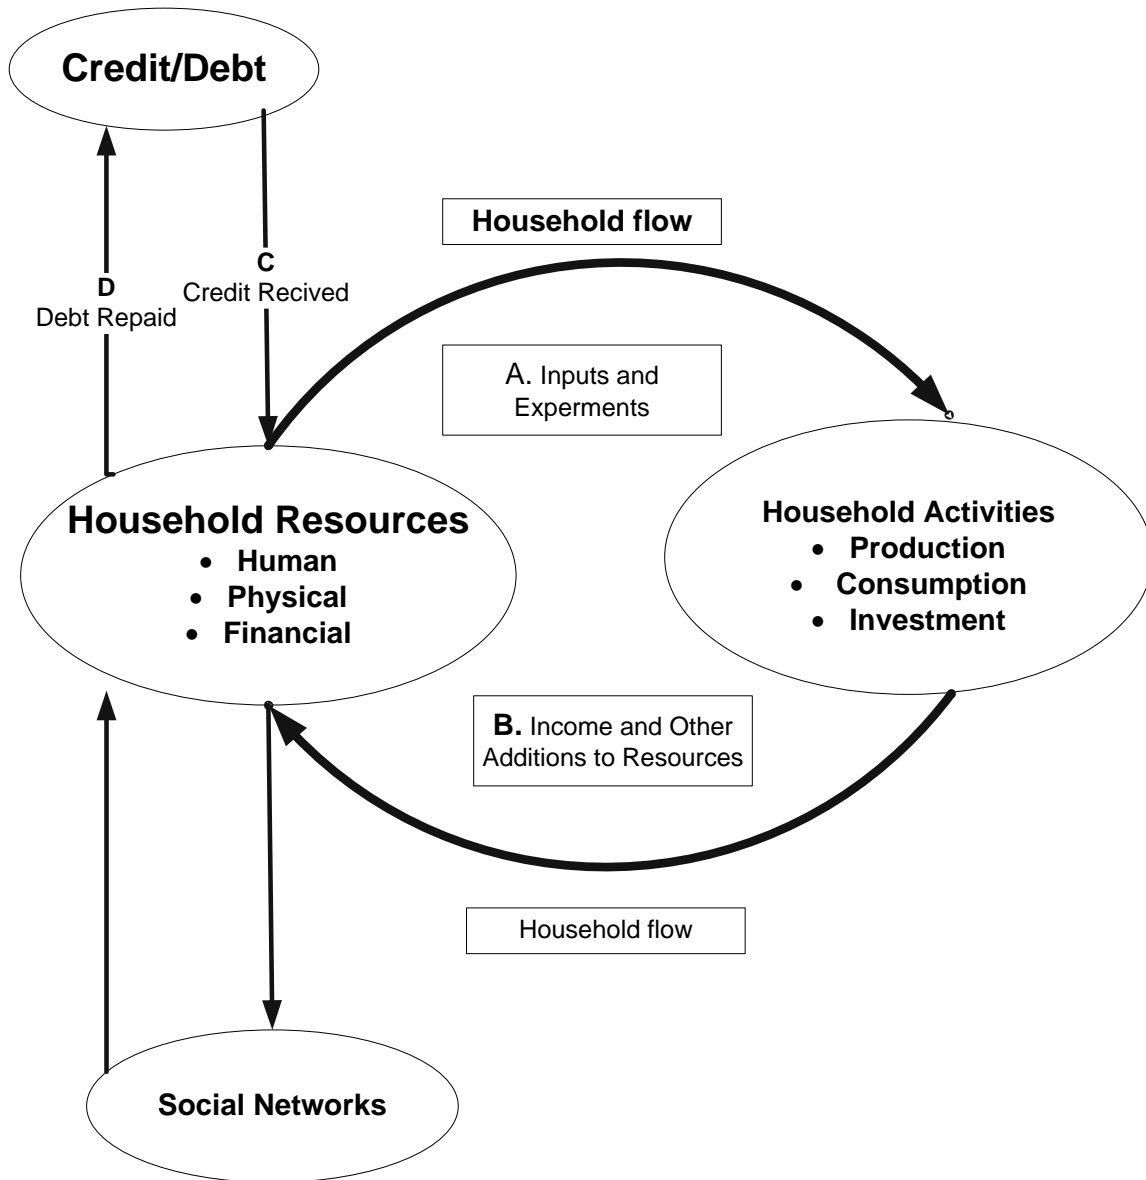 Credit/Debt
Household flow
C
Credit Recived
D
Debt Repaid
A. Inputs and
Experments
Household Resources
• Human
• Physical
• Financial
Household Activities
• Production
• Consumption
• Investment
B. Income and Other
Additions to Resources
Household flow
Social Networks